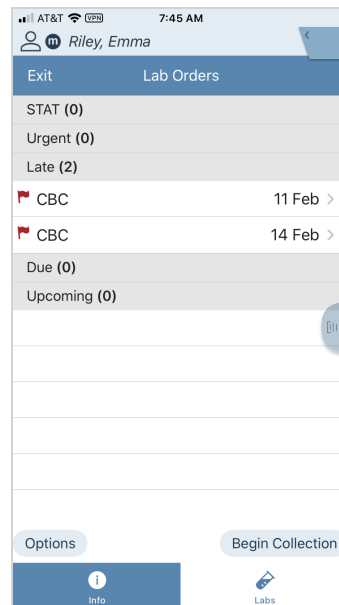 AT&T VPN 7:45 AM
m Riley, Emma
Exit Lab Orders
STAT (0)
Urgent (0)
Late (2)
CBC 11 Feb
CBC 14 Feb
Due (0)
Upcoming (0)
Options Begin Collection
i
Info Labs